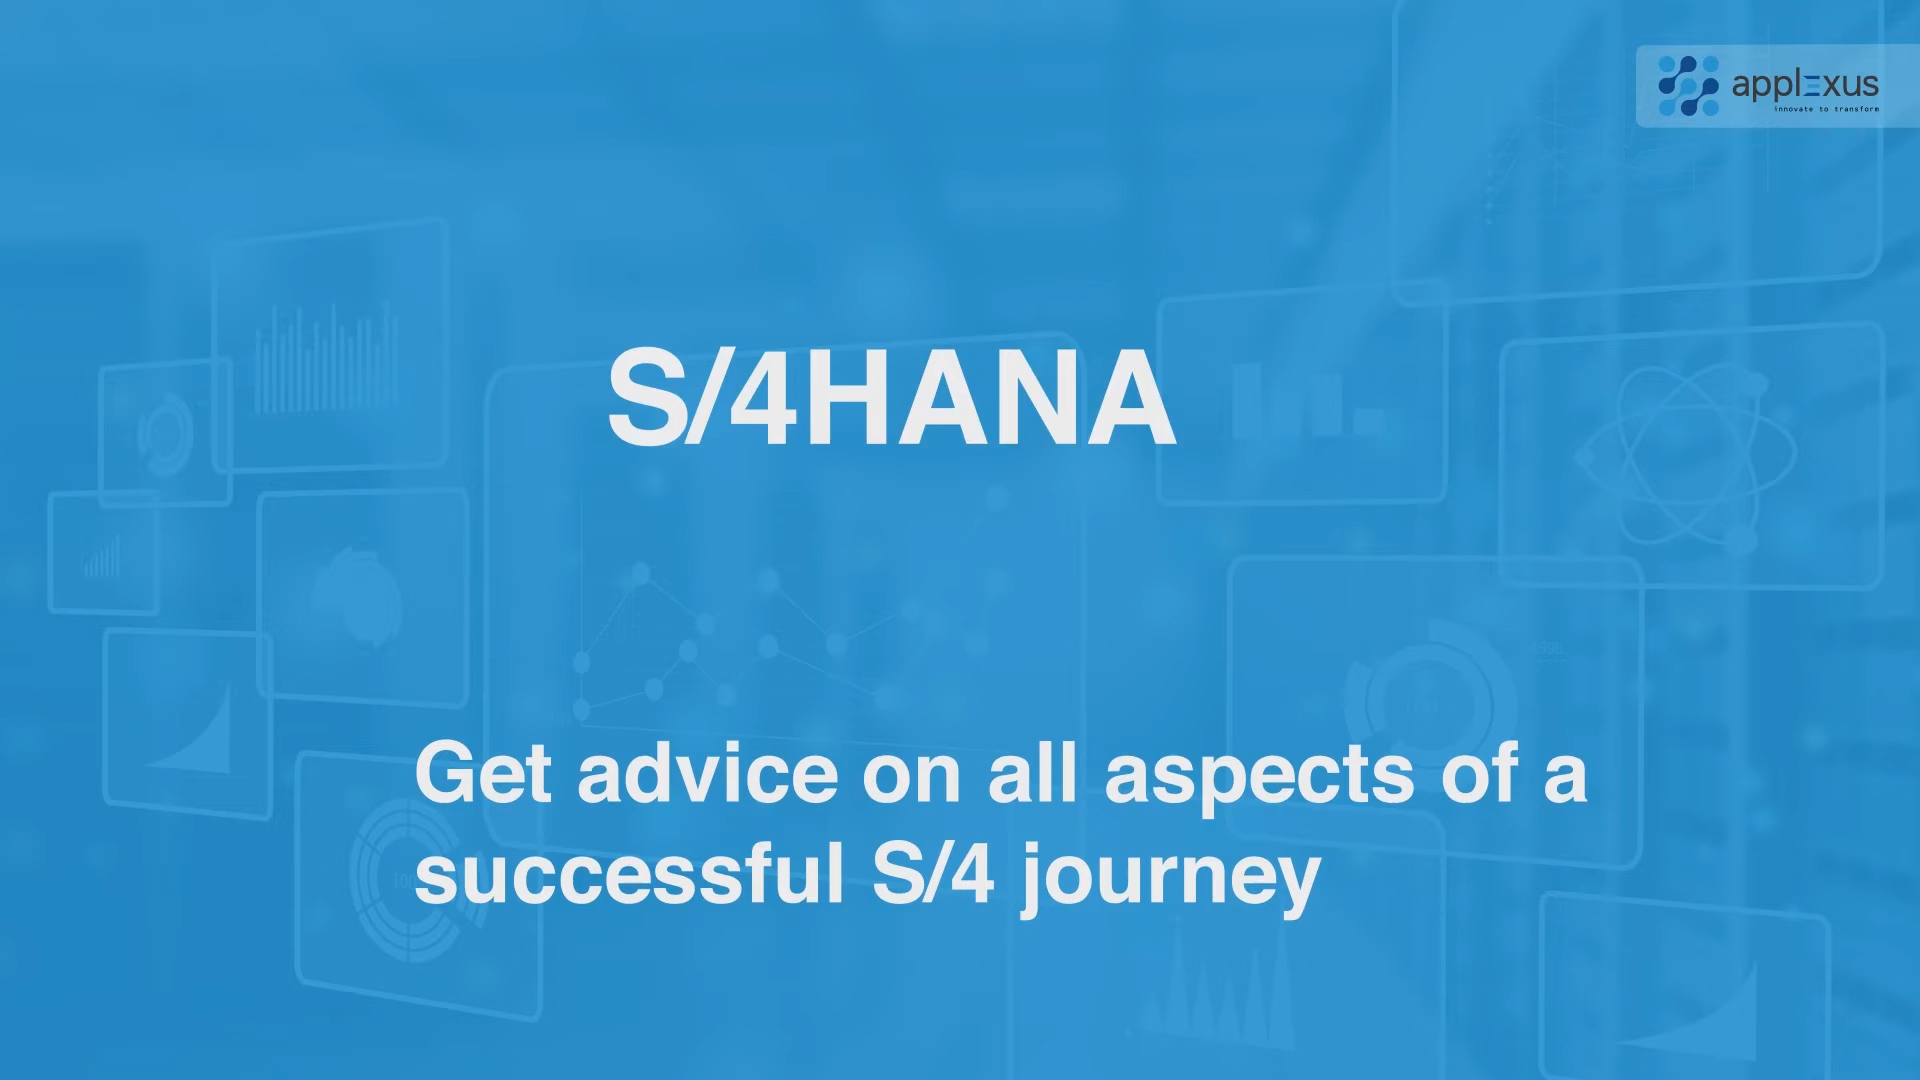 applexus
innovate to transform
S/4HANA
Get advice on all aspects of a
successful S/4 journey